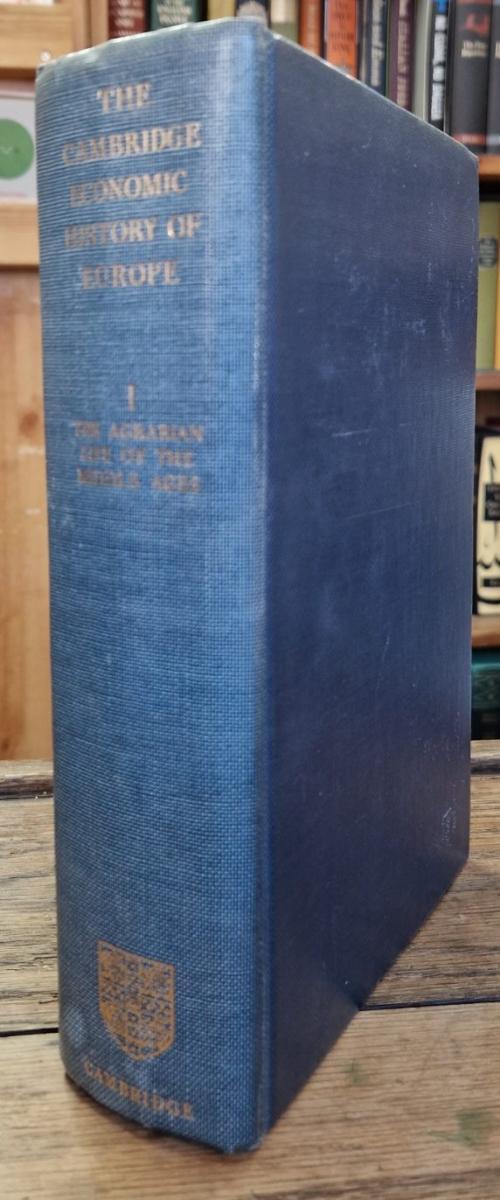 THE
CAMBRIDGE
ECONOMIC
HISTORY OF
EUROPE
I
THE AGRARIAN
LIFE OF THE
MIDDLE AGES
CAMBRIDGE